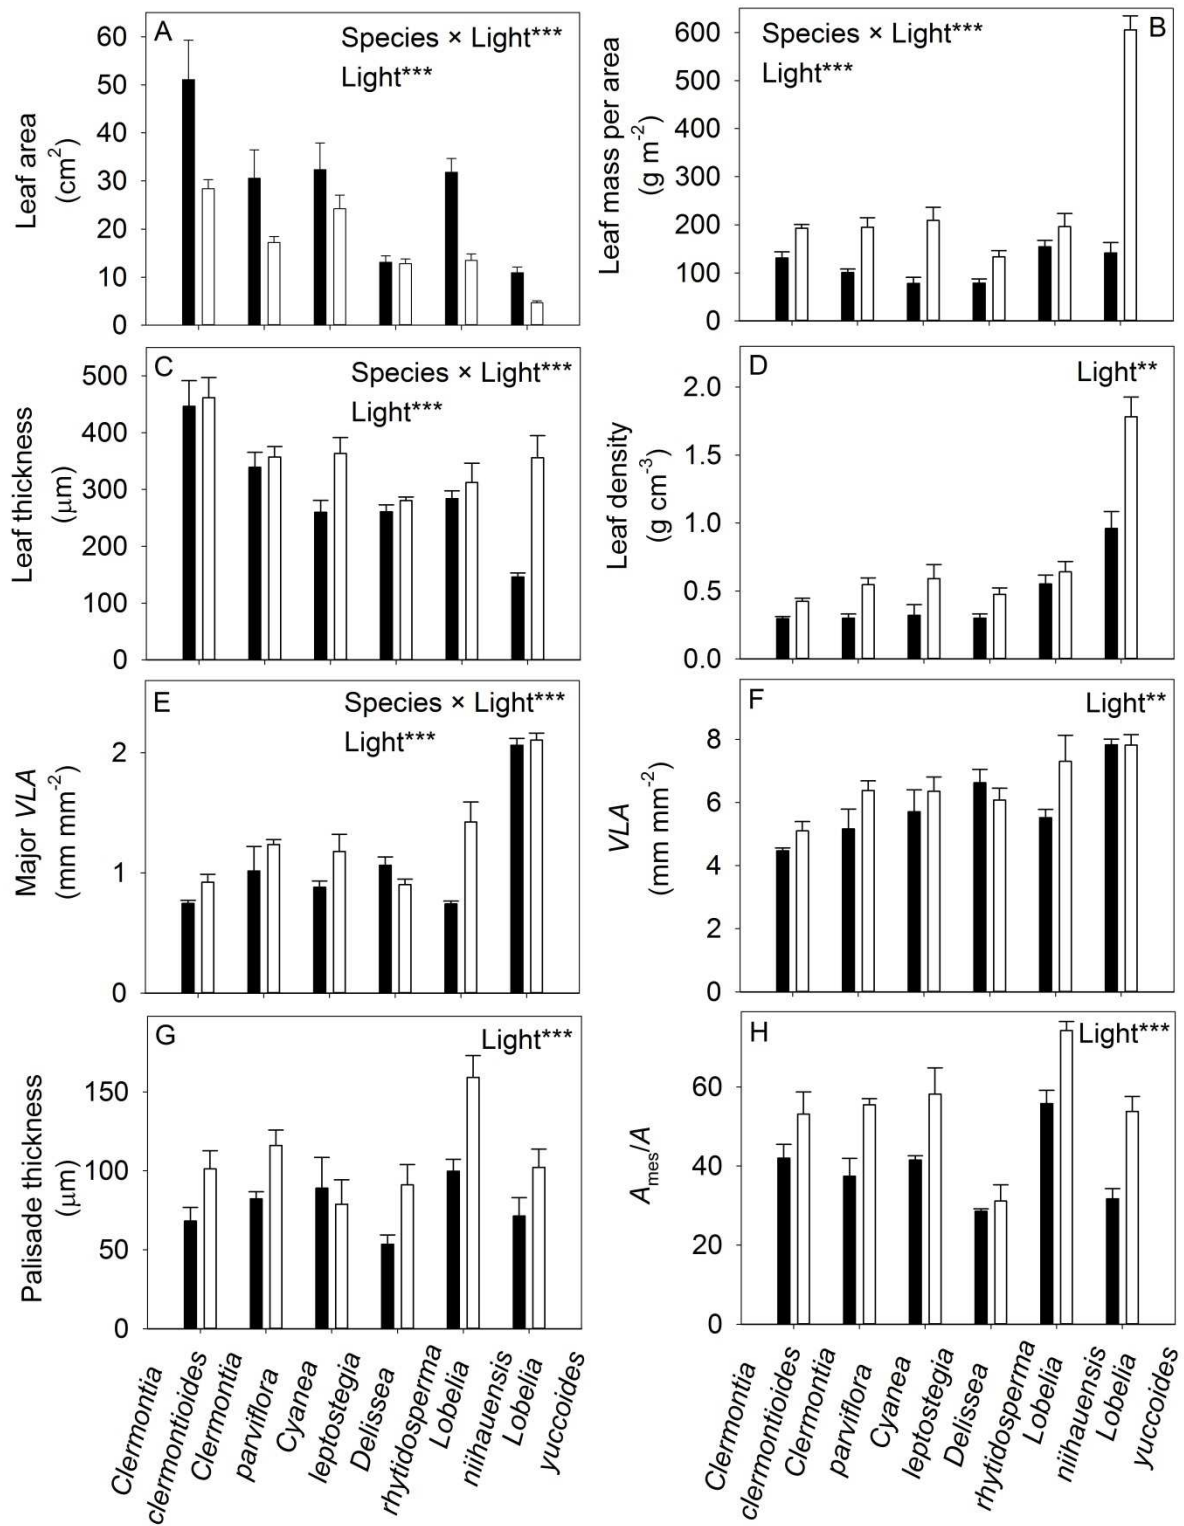 A
Species × Light***
Light***
Leaf area
(cm2)
60
50
40
30
20
10
0
B
Species × Light***
Light***
Leaf mass per area
(g m-2)
600
500
400
300
200
100
0
C
Species × Light***
Light***
Leaf thickness
(μm)
500
400
300
200
100
0
D
Light**
Leaf density
(g cm-3)
2.0
1.5
1.0
0.5
0.0
E
Species × Light***
Light***
Major VLA
(mm mm-2)
2
1
0
F
Light**
VLA
(mm mm-2)
8
6
4
2
0
G
Light***
Palisade thickness
(μm)
150
100
50
0
H
Light***
Ames/A
60
40
20
0
Clermontia
clermontioides
Clermontia
parviflora
Cyanea
leptostegia
Delissea
rhytidosperma
Lobelia
niihauensis
Lobelia
yuccoides
Clermontia
clermontioides
Clermontia
parviflora
Cyanea
leptostegia
Delissea
rhytidosperma
Lobelia
niihauensis
Lobelia
yuccoides